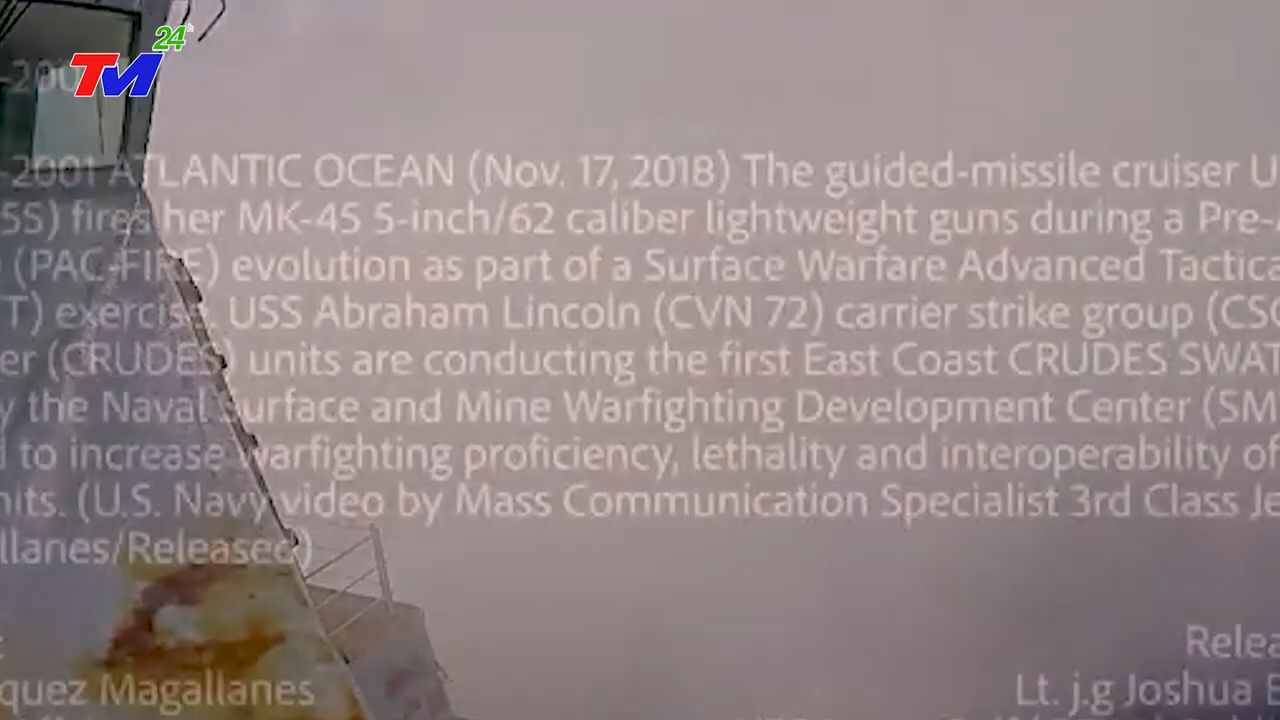 TM 24h
-200
2001 ATLANTIC OCEAN (Nov. 17, 2018) The guided-missile cruiser U
55) fires her MK-45 5-inch/62 caliber lightweight guns during a Pre-
(PAC-FIRE) evolution as part of a Surface Warfare Advanced Tactica
T) exercise. USS Abraham Lincoln (CVN 72) carrier strike group (CSG
er (CRUDES) units are conducting the first East Coast CRUDES SWAT
y the Naval Surface and Mine Warfighting Development Center (SM
d to increase warfighting proficiency, lethality and interoperability of
nits. (U.S. Navy video by Mass Communication Specialist 3rd Class Je
llanes/Released)
Relea
quez Magallanes
Lt. j.g Joshua B